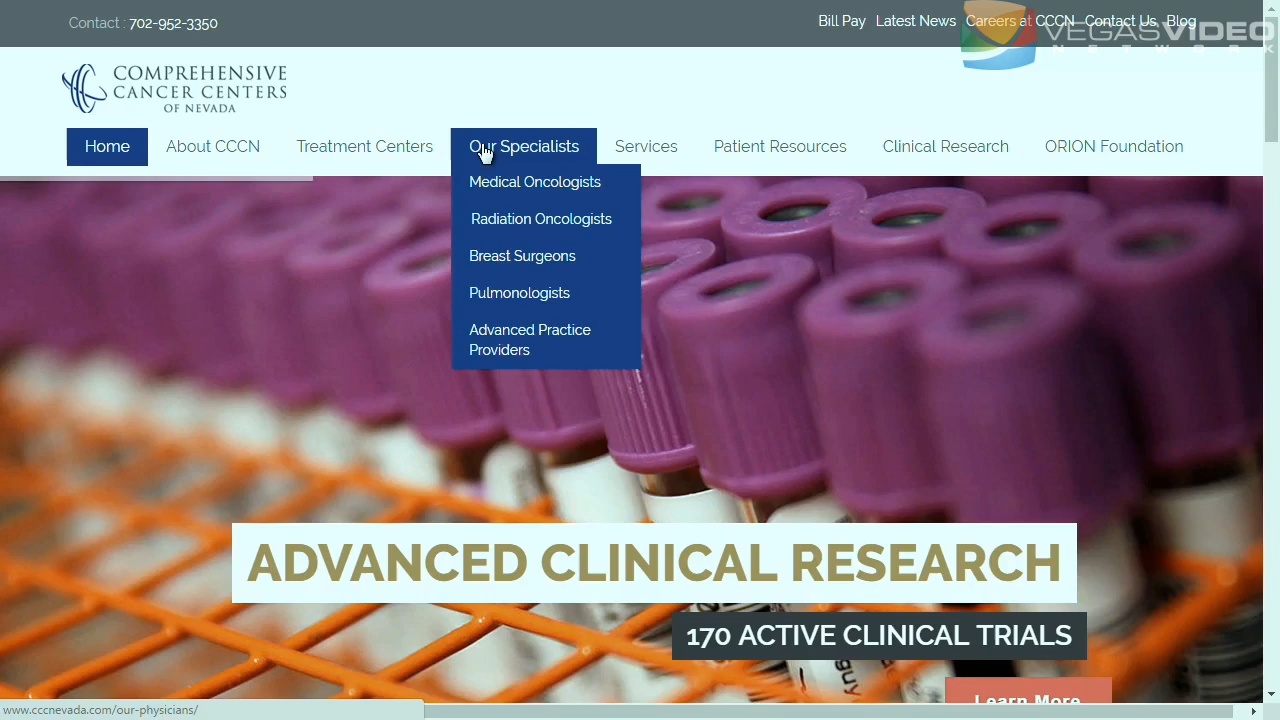 Contact : 702-952-3350
Bill Pay Latest News Careers at CCCN Contact Us Blog
VEGASVIDEO
NETWORK
COMPREHENSIVE
CANCER CENTERS
OF NEVADA
Home About CCCN Treatment Centers Our Specialists Services Patient Resources Clinical Research ORION Foundation
Medical Oncologists
Radiation Oncologists
Breast Surgeons
Pulmonologists
Advanced Practice
Providers
ADVANCED CLINICAL RESEARCH
170 ACTIVE CLINICAL TRIALS
guy
Learn More
www.cccnevada.com/our-physicians/